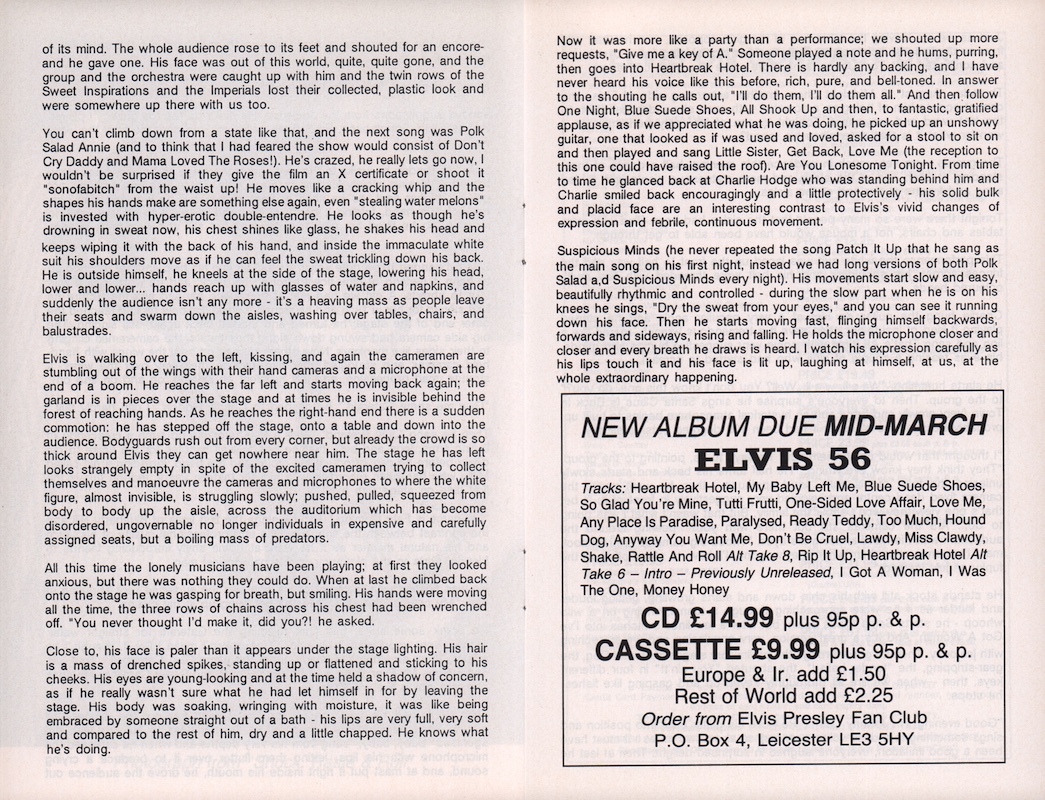 of its mind. The whole audience rose to its feet and shouted for an encore-
and he gave one. His face was out of this world, quite, quite gone, and the
group and the orchestra were caught up with him and the twin rows of the
Sweet Inspirations and the Imperials lost their collected, plastic look and
were somewhere up there with us too.
You can't climb down from a state like that, and the next song was Polk
Salad Annie (and to think that I had feared the show would consist of Don't
Cry Daddy and Mama Loved The Roses!). He's crazed, he really lets go now, I
wouldn't be surprised if they give the film an X certificate or shoot it
"sonofabitch" from the waist up! He moves like a cracking whip and the
shapes his hands make are something else again, even "stealing water melons"
is invested with hyper-erotic double-entendre. He looks as though he's
drowning in sweat now, his chest shines like glass, he shakes his head and
keeps wiping it with the back of his hand, and inside the immaculate white
suit his shoulders move as if he can feel the sweat trickling down his back.
He is outside himself, he kneels at the side of the stage, lowering his head,
lower and lower... hands reach up with glasses of water and napkins, and
suddenly the audience isn't any more - it's a heaving mass as people leave
their seats and swarm down the aisles, washing over tables, chairs, and
balustrades.
Elvis is walking over to the left, kissing, and again the cameramen are
stumbling out of the wings with their hand cameras and a microphone at the
end of a boom. He reaches the far left and starts moving back again; the
garland is in pieces over the stage and at times he is invisible behind the
forest of reaching hands. As he reaches the right-hand end there is a sudden
commotion: he has stepped off the stage, onto a table and down into the
audience. Bodyguards rush out from every corner, but already the crowd is so
thick around Elvis they can get nowhere near him. The stage he has left
looks strangely empty in spite of the excited cameramen trying to collect
themselves and manoeuvre the cameras and microphones to where the white
figure, almost invisible, is struggling slowly; pushed, pulled, squeezed from
body to body up the aisle, across the auditorium which has become
disordered, ungovernable no longer individuals in expensive and carefully
assigned seats, but a boiling mass of predators.
All this time the lonely musicians have been playing; at first they looked
anxious, but there was nothing they could do. When at last he climbed back
onto the stage he was gasping for breath, but smiling. His hands were moving
all the time, the three rows of chains across his chest had been wrenched
off. "You never thought I'd make it, did you?! he asked.
Close to, his face is paler than it appears under the stage lighting. His hair
is a mass of drenched spikes, standing up or flattened and sticking to his
cheeks. His eyes are young-looking and at the time held a shadow of concern,
as if he really wasn't sure what he had let himself in for by leaving the
stage. His body was soaking, wringing with moisture, it was like being
embraced by someone straight out of a bath - his lips are very full, very soft
and compared to the rest of him, dry and a little chapped. He knows what
he's doing.
Now it was more like a party than a performance; we shouted up more
requests, "Give me a key of A." Someone played a note and he hums, purring,
then goes into Heartbreak Hotel. There is hardly any backing, and I have
never heard his voice like this before, rich, pure, and bell-toned. In answer
to the shouting he calls out, "I'll do them, I'll do them all." And then follow
One Night, Blue Suede Shoes, All Shook Up and then, to fantastic, gratified
applause, as if we appreciated what he was doing, he picked up an unshowy
guitar, one that looked as if was used and loved, asked for a stool to sit on
and then played and sang Little Sister, Get Back, Love Me (the reception to
this one could have raised the roof). Are You Lonesome Tonight. From time
to time he glanced back at Charlie Hodge who was standing behind him and
Charlie smiled back encouragingly and a little protectively - his solid bulk
and placid face are an interesting contrast to Elvis's vivid changes of
expression and febrile, continuous movement.
Suspicious Minds (he never repeated the song Patch It Up that he sang as
the main song on his first night, instead we had long versions of both Polk
Salad a,d Suspicious Minds every night). His movements start slow and easy,
beautifully rhythmic and controlled - during the slow part when he is on his
knees he sings, "Dry the sweat from your eyes," and you can see it running
down his face. Then he starts moving fast, flinging himself backwards,
forwards and sideways, rising and falling. He holds the microphone closer and
closer and every breath he draws is heard. I watch his expression carefully as
his lips touch it and his face is lit up, laughing at himself, at us, at the
whole extraordinary happening.
NEW ALBUM DUE MID-MARCH
ELVIS 56
Tracks: Heartbreak Hotel, My Baby Left Me, Blue Suede Shoes,
So Glad You're Mine, Tutti Frutti, One-Sided Love Affair, Love Me,
Any Place Is Paradise, Paralysed, Ready Teddy, Too Much, Hound
Dog, Anyway You Want Me, Don't Be Cruel, Lawdy, Miss Clawdy,
Shake, Rattle And Roll Alt Take 8, Rip It Up, Heartbreak Hotel Alt
Take 6 – Intro – Previously Unreleased, I Got A Woman, I Was
The One, Money Honey
CD £14.99 plus 95p p. & p.
CASSETTE £9.99 plus 95p p. & p.
Europe & Ir. add £1.50
Rest of World add £2.25
Order from Elvis Presley Fan Club
P.O. Box 4, Leicester LE3 5HY